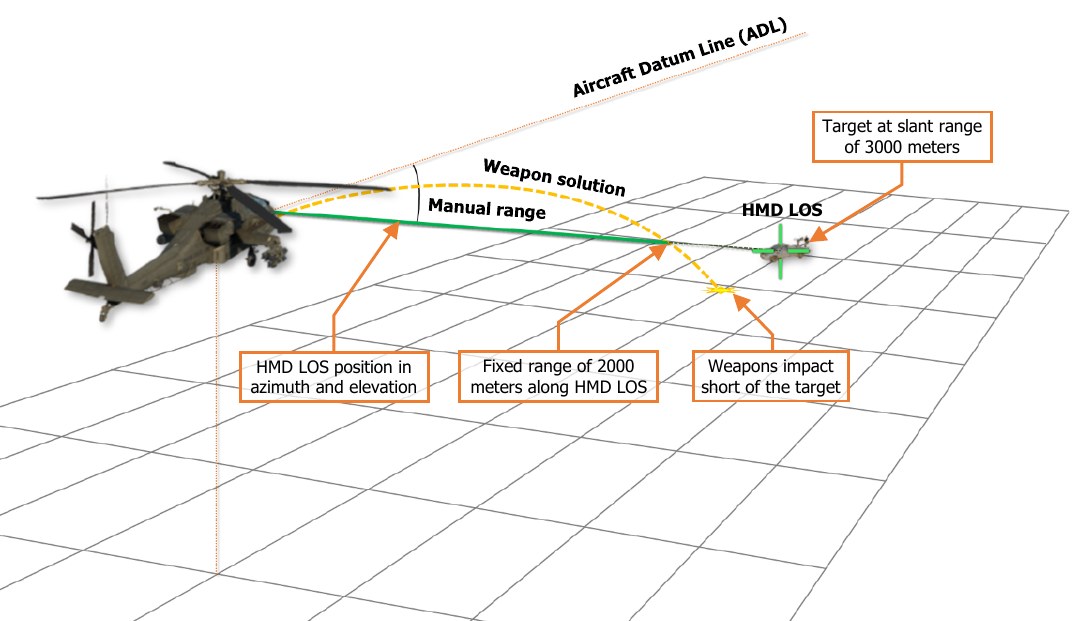 Aircraft Datum Line (ADL)
Target at slant range
of 3000 meters
Weapon solution
Manual range
HMD LOS
HMD LOS position in
azimuth and elevation
Fixed range of 2000
meters along HMD LOS
Weapons impact
short of the target